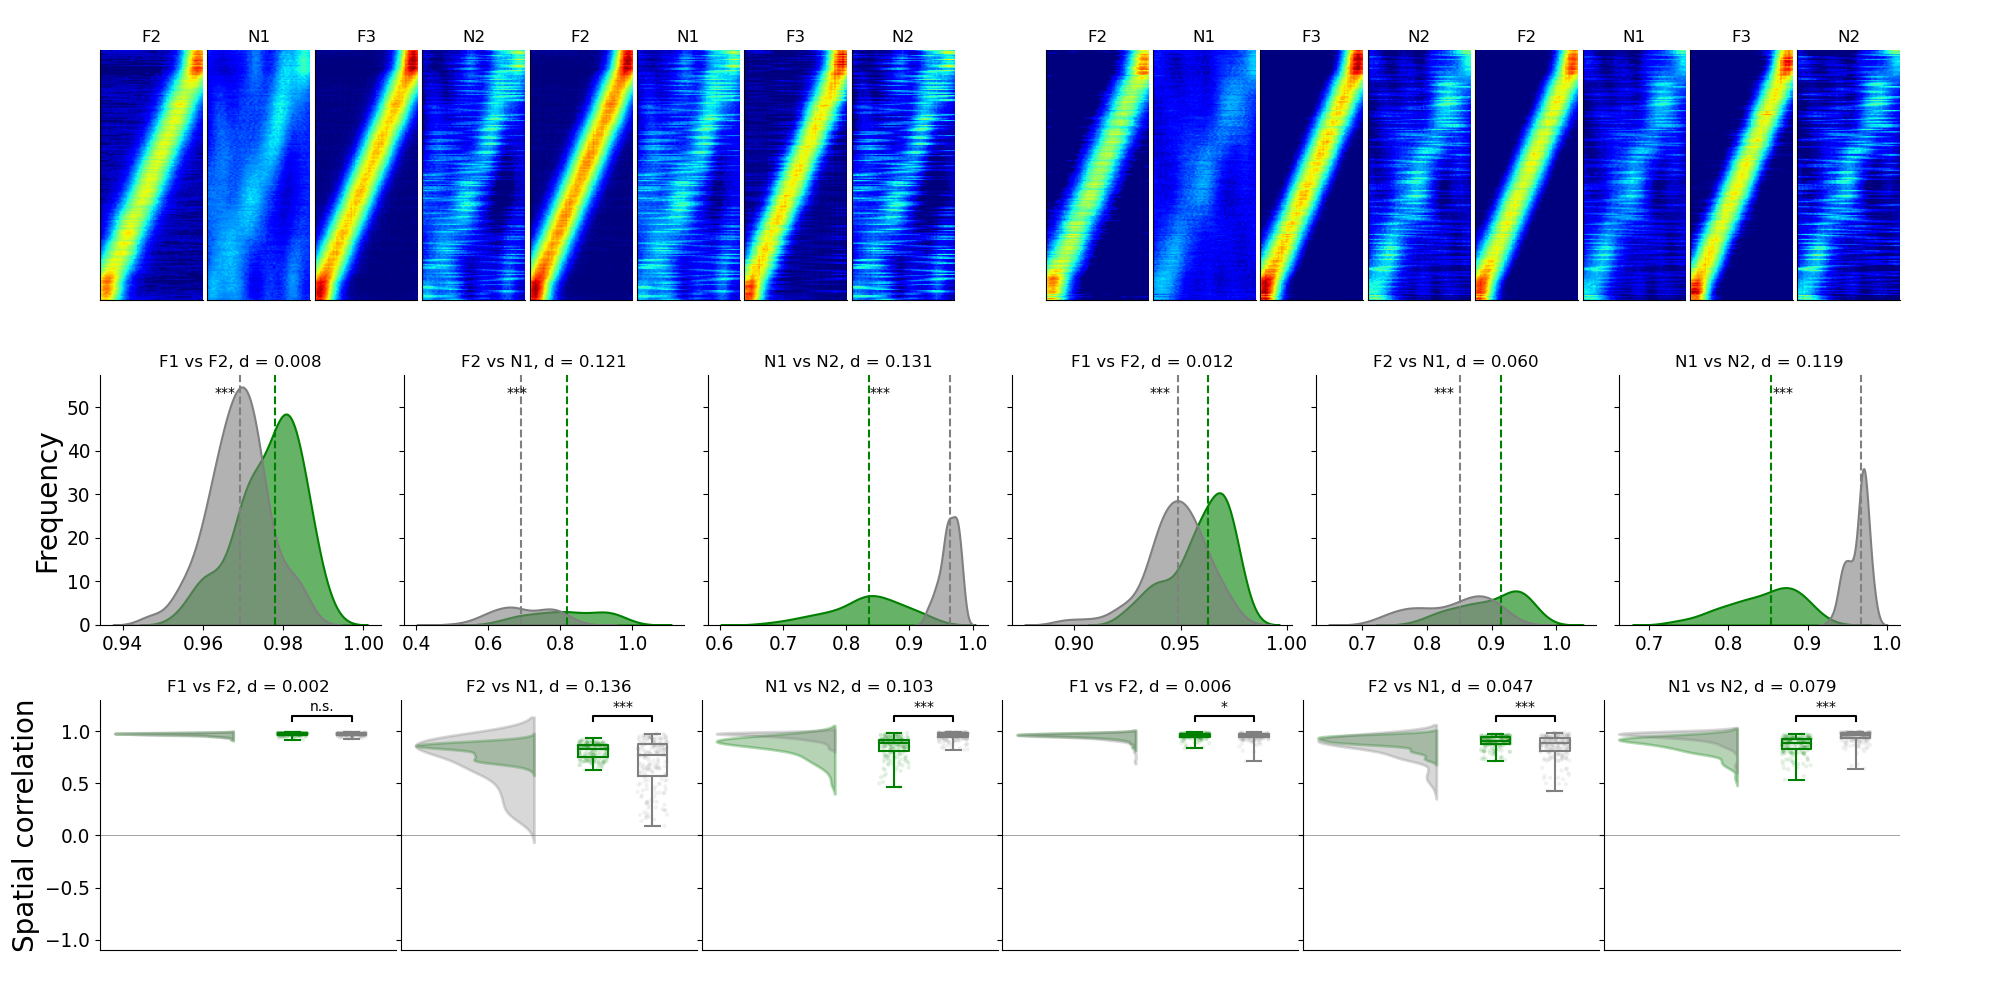 F2 N1 F3 N2 F2 N1 F3 N2 F2 N1 F3 N2 F2 N1 F3 N2
F1 vs F2, d = 0.008
F2 vs N1, d = 0.121
N1 vs N2, d = 0.131
F1 vs F2, d = 0.012
F2 vs N1, d = 0.060
N1 vs N2, d = 0.119
*** *** *** *** *** ***
Frequency
50
40
30
20
10
0
0.94 0.96 0.98 1.00
0.4 0.6 0.8 1.0
0.6 0.7 0.8 0.9 1.0
0.90 0.95 1.00
0.7 0.8 0.9 1.0
0.7 0.8 0.9 1.0
F1 vs F2, d = 0.002
F2 vs N1, d = 0.136
N1 vs N2, d = 0.103
F1 vs F2, d = 0.006
F2 vs N1, d = 0.047
N1 vs N2, d = 0.079
n.s. *** *** * *** ***
Spatial correlation
1.0
0.5
0.0
−0.5
−1.0